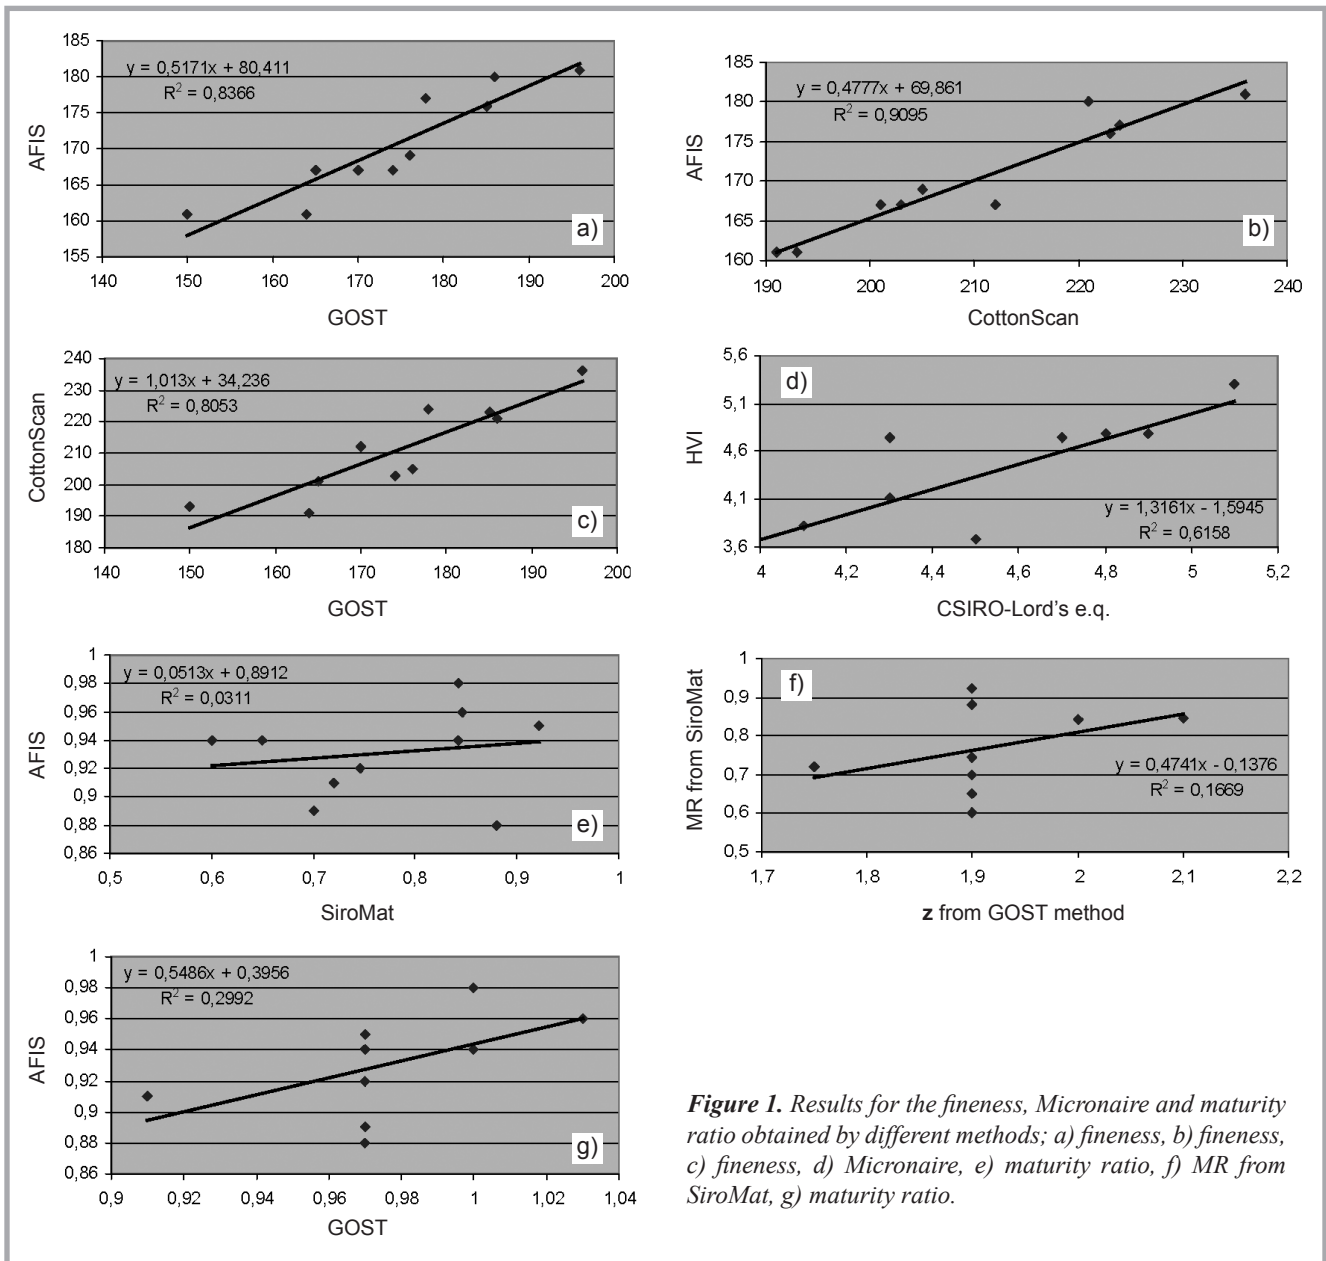 185
180
175
170
165
160
155
AFIS
y = 0,5171x + 80,411
R² = 0,8366
a)
140 150 160 170 180 190 200
GOST
185
180
175
170
165
160
AFIS
y = 0,4777x + 69,861
R² = 0,9095
b)
190 200 210 220 230 240
CottonScan
240
230
220
210
200
190
180
CottonScan
y = 1,013x + 34,236
R² = 0,8053
c)
140 150 160 170 180 190 200
GOST
5,6
5,1
4,6
4,1
3,6
HVI
d)
y = 1,3161x - 1,5945
R² = 0,6158
4 4,2 4,4 4,6 4,8 5 5,2
CSIRO-Lord's e.q.
1
0,98
0,96
0,94
0,92
0,9
0,88
0,86
AFIS
y = 0,0513x + 0,8912
R² = 0,0311
e)
0,5 0,6 0,7 0,8 0,9 1
SiroMat
1
0,9
0,8
0,7
0,6
0,5
MR from SiroMat
f)
y = 0,4741x - 0,1376
R² = 0,1669
1,7 1,8 1,9 2 2,1 2,2
z from GOST method
1
0,98
0,96
0,94
0,92
0,9
0,88
0,86
AFIS
y = 0,5486x + 0,3956
R² = 0,2992
g)
0,9 0,92 0,94 0,96 0,98 1 1,02 1,04
GOST
Figure 1. Results for the fineness, Micronaire and maturity
ratio obtained by different methods; a) fineness, b) fineness,
c) fineness, d) Micronaire, e) maturity ratio, f) MR from
SiroMat, g) maturity ratio.